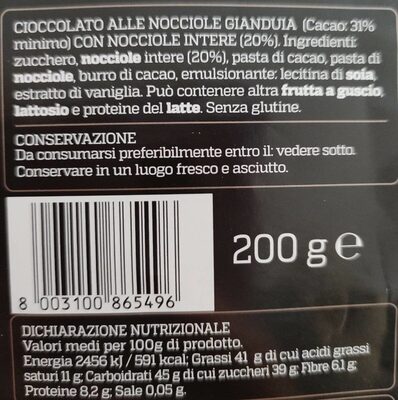 CIOCCOLATO ALLE NOCCIOLE GIANDUIA (Cacao: 31%
minimo) CON NOCCIOLE INTERE (20%). Ingredienti:
zucchero, nocciole intere (20%), pasta di cacao, pasta di
nocciole, burro di cacao, emulsionante: lecitina di soia,
estratto di vaniglia. Può contenere altra frutta a guscio,
lattosio e proteine del latte. Senza glutine.
CONSERVAZIONE
Da consumarsi preferibilmente entro il: vedere sotto.
Conservare in un luogo fresco e asciutto.
200 g ℮
8 003100 865496
DICHIARAZIONE NUTRIZIONALE
Valori medi per 100g di prodotto.
Energia 2456 kJ / 591 kcal; Grassi 41 g di cui acidi grassi
saturi 11 g; Carboidrati 45 g di cui zuccheri 39 g; Fibre 6,1 g;
Proteine 8,2 g; Sale 0,05 g.